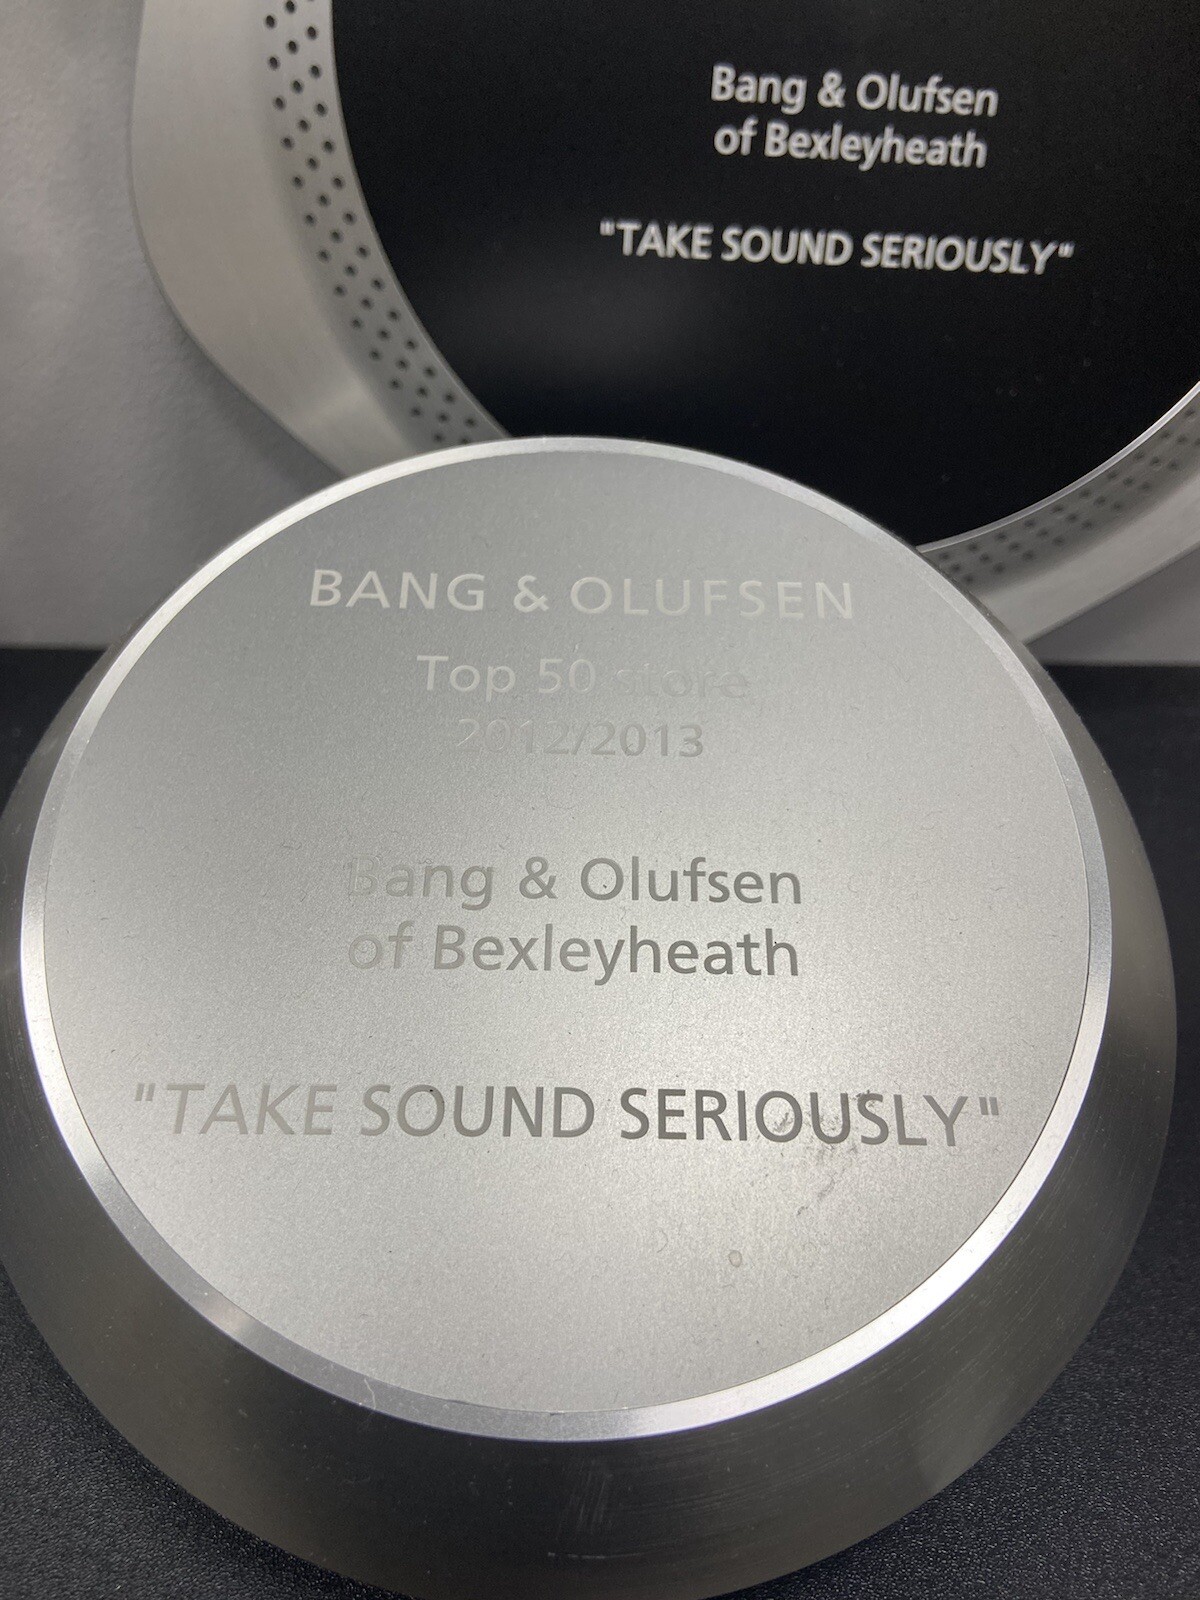 Bang & Olufsen
of Bexleyheath
"TAKE SOUND SERIOUSLY"
BANG & OLUFSEN
Top 50 store
2012/2013
Bang & Olufsen
of Bexleyheath
"TAKE SOUND SERIOUSLY"